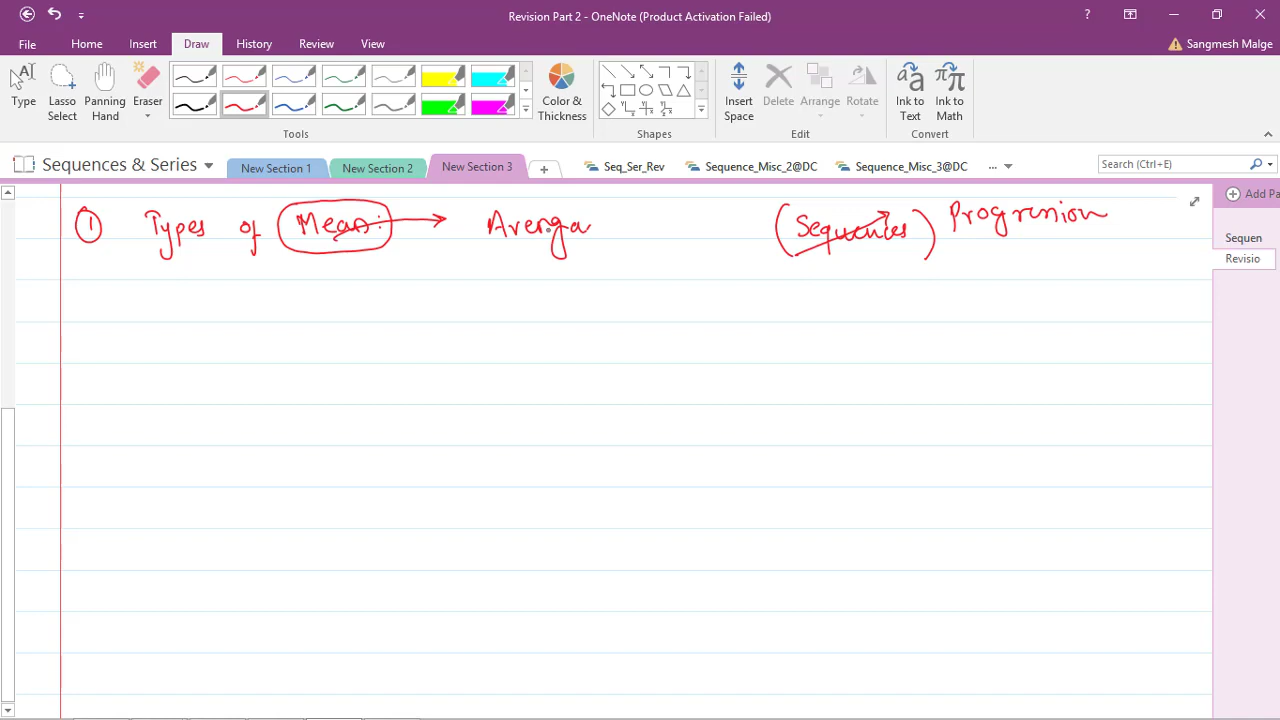 Revision Part 2 - OneNote (Product Activation Failed)
?
File Home Insert Draw History Review View Sangmesh Malge
Type
Lasso Select
Panning Hand
Eraser
Color & Thickness
Insert Space
Delete
Arrange
Rotate
Ink to Text
Ink to Math
Tools Shapes Edit Convert
Sequences & Series New Section 1 New Section 2 New Section 3 + Seq_Ser_Rev Sequence_Misc_2@DC Sequence_Misc_3@DC ... Search (Ctrl+E)
Add Pa
Sequen
Revisio
① Types of Mean: → Averga (Sequences) Progression